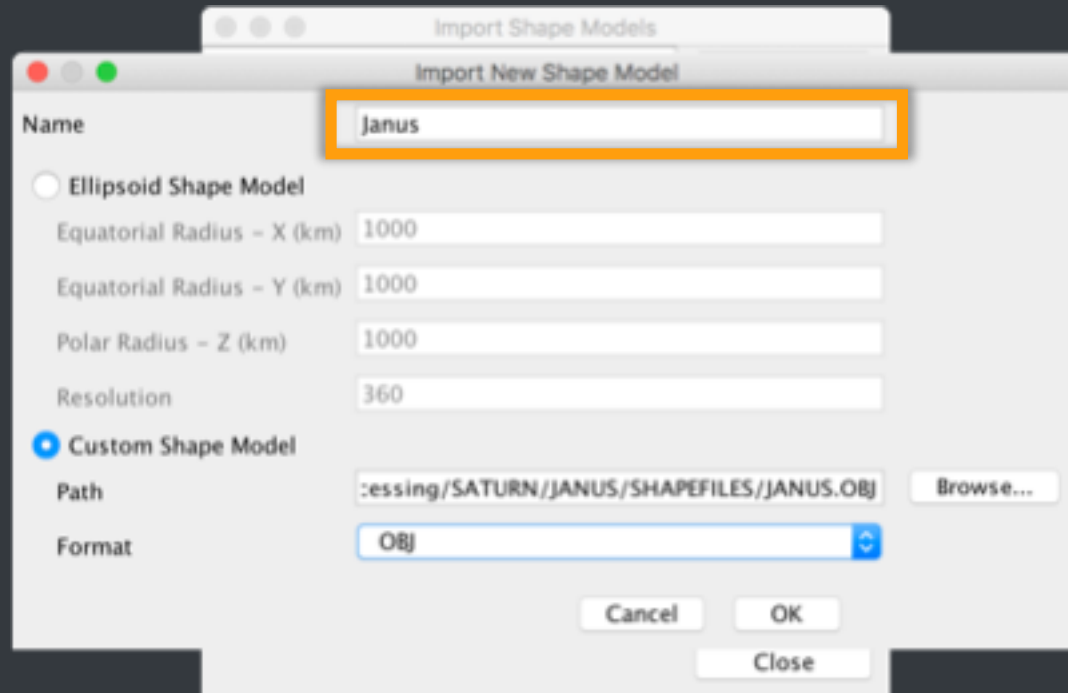 Import Shape Models
Import New Shape Model
Name Janus
Ellipsoid Shape Model
Equatorial Radius – X (km) 1000
Equatorial Radius – Y (km) 1000
Polar Radius – Z (km) 1000
Resolution 360
Custom Shape Model
Path :essing/SATURN/JANUS/SHAPEFILES/JANUS.OBJ Browse...
Format OBJ
Cancel OK
Close